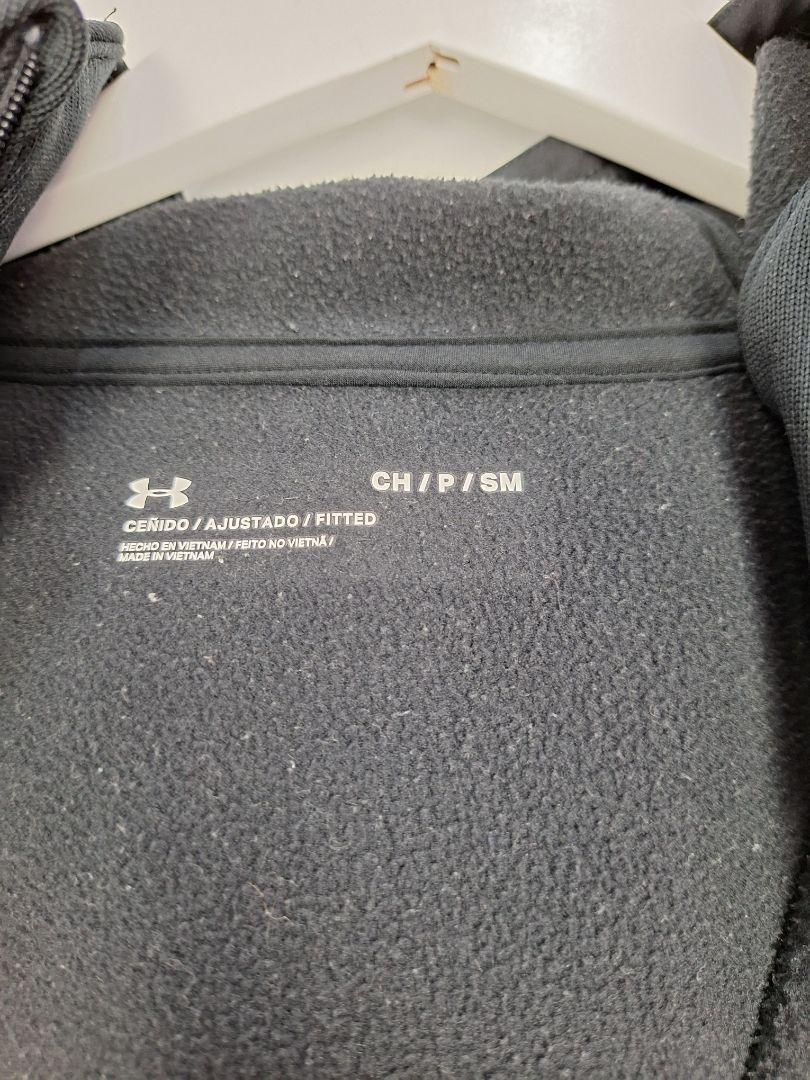 CH / P / SM
CEÑIDO / AJUSTADO / FITTED
HECHO EN VIETNAM / FEITO NO VIETNÃ /
MADE IN VIETNAM